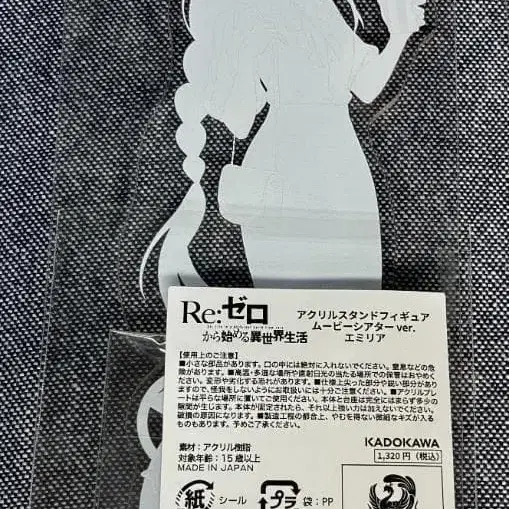 Re:ゼロ
から始める異世界生活
アクリルスタンドフィギュア
ムービーシアター ver.
エミリア
【使用上のご注意】
■小さな部品があります。口の中には絶対に入れないでください。窒息などの危
険があります。■高温・多湿な場所や直射日光の当たる場所での保管はおやめく
ださい。変形や劣化する恐れがあります。■仕様上尖った部分や鋭い部分があり
ますので、怪我をしないようにお取扱いには十分ご注意ください。■アクリルプレ
ートは平らな場所に置いてご使用ください。本体と台座は完全にははまらず多少の
隙間が生じます。本体が固定されたら、それ以上強い力は加えないでください。
破損の原因になります。■製造工程の都合上、やむを得ない微細なキズが入る
ものもあります。予めご了承ください。
素材：アクリル樹脂
対象年齢：15歳以上
MADE IN JAPAN
KADOKAWA
1,320円（税込）
紙 シール
プラ 袋：PP